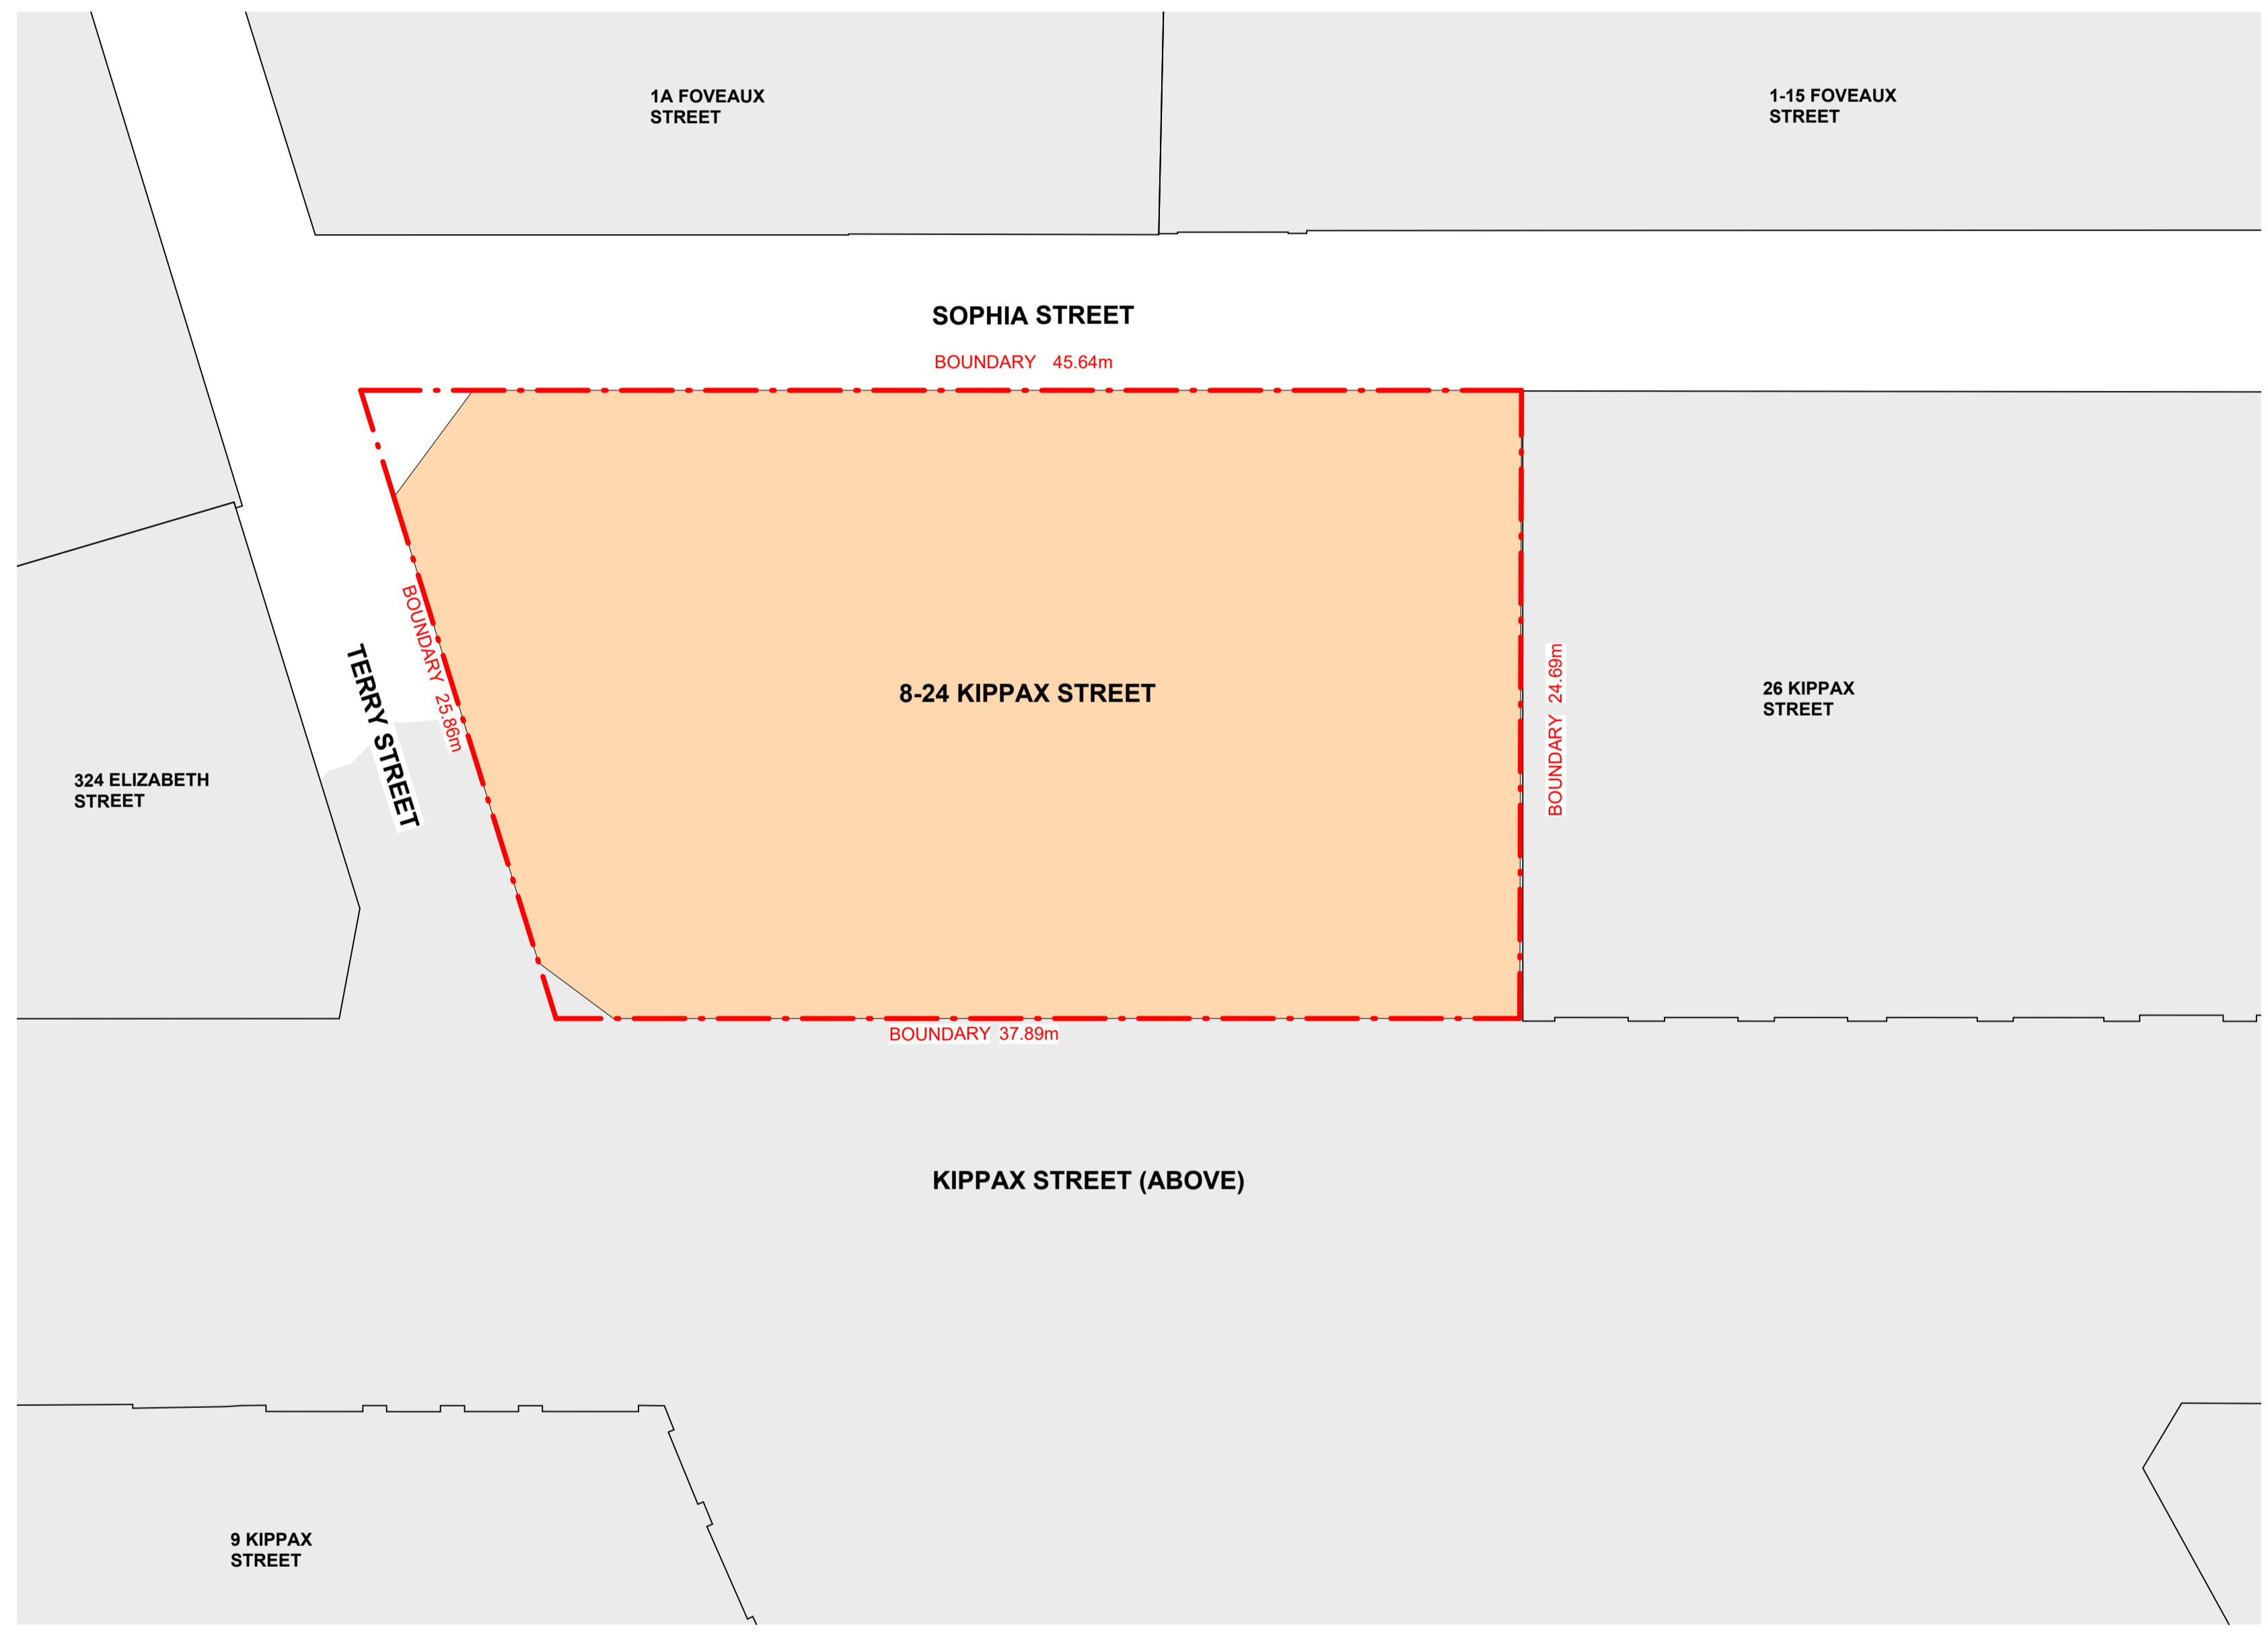 1A FOVEAUX
STREET
1-15 FOVEAUX
STREET
SOPHIA STREET
BOUNDARY 45.64m
BOUNDARY 25.86m
TERRY STREET
8-24 KIPPAX STREET
BOUNDARY 24.69m
26 KIPPAX
STREET
324 ELIZABETH
STREET
BOUNDARY 37.89m
KIPPAX STREET (ABOVE)
9 KIPPAX
STREET